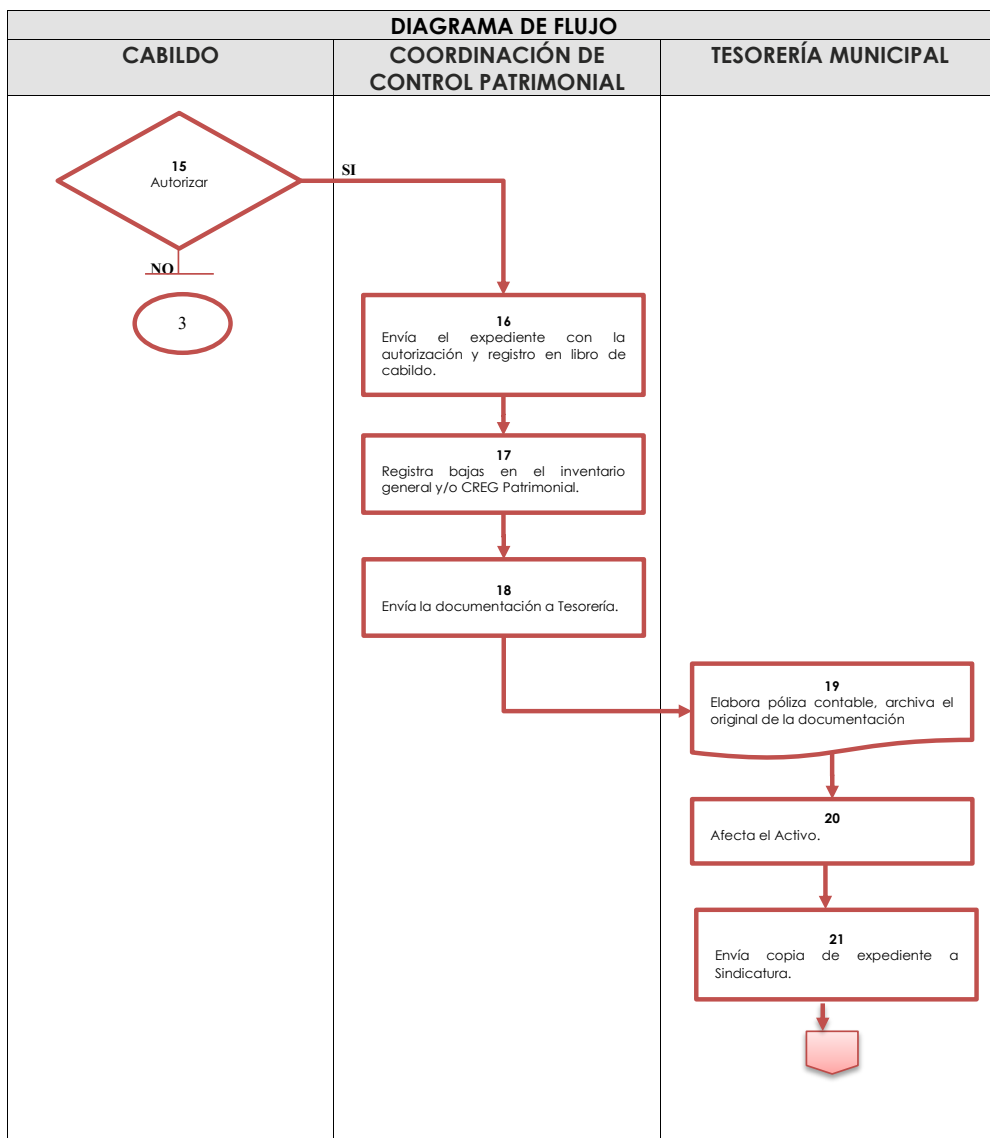 DIAGRAMA DE FLUJO
CABILDO
COORDINACIÓN DE
CONTROL PATRIMONIAL
TESORERÍA MUNICIPAL
15
Autorizar
SI
NO
3
16
Envía el expediente con la
autorización y registro en libro de
cabildo.
17
Registra bajas en el inventario
general y/o CREG Patrimonial.
18
Envía la documentación a Tesorería.
19
Elabora póliza contable, archiva el
original de la documentación
20
Afecta el Activo.
21
Envía copia de expediente a
Sindicatura.